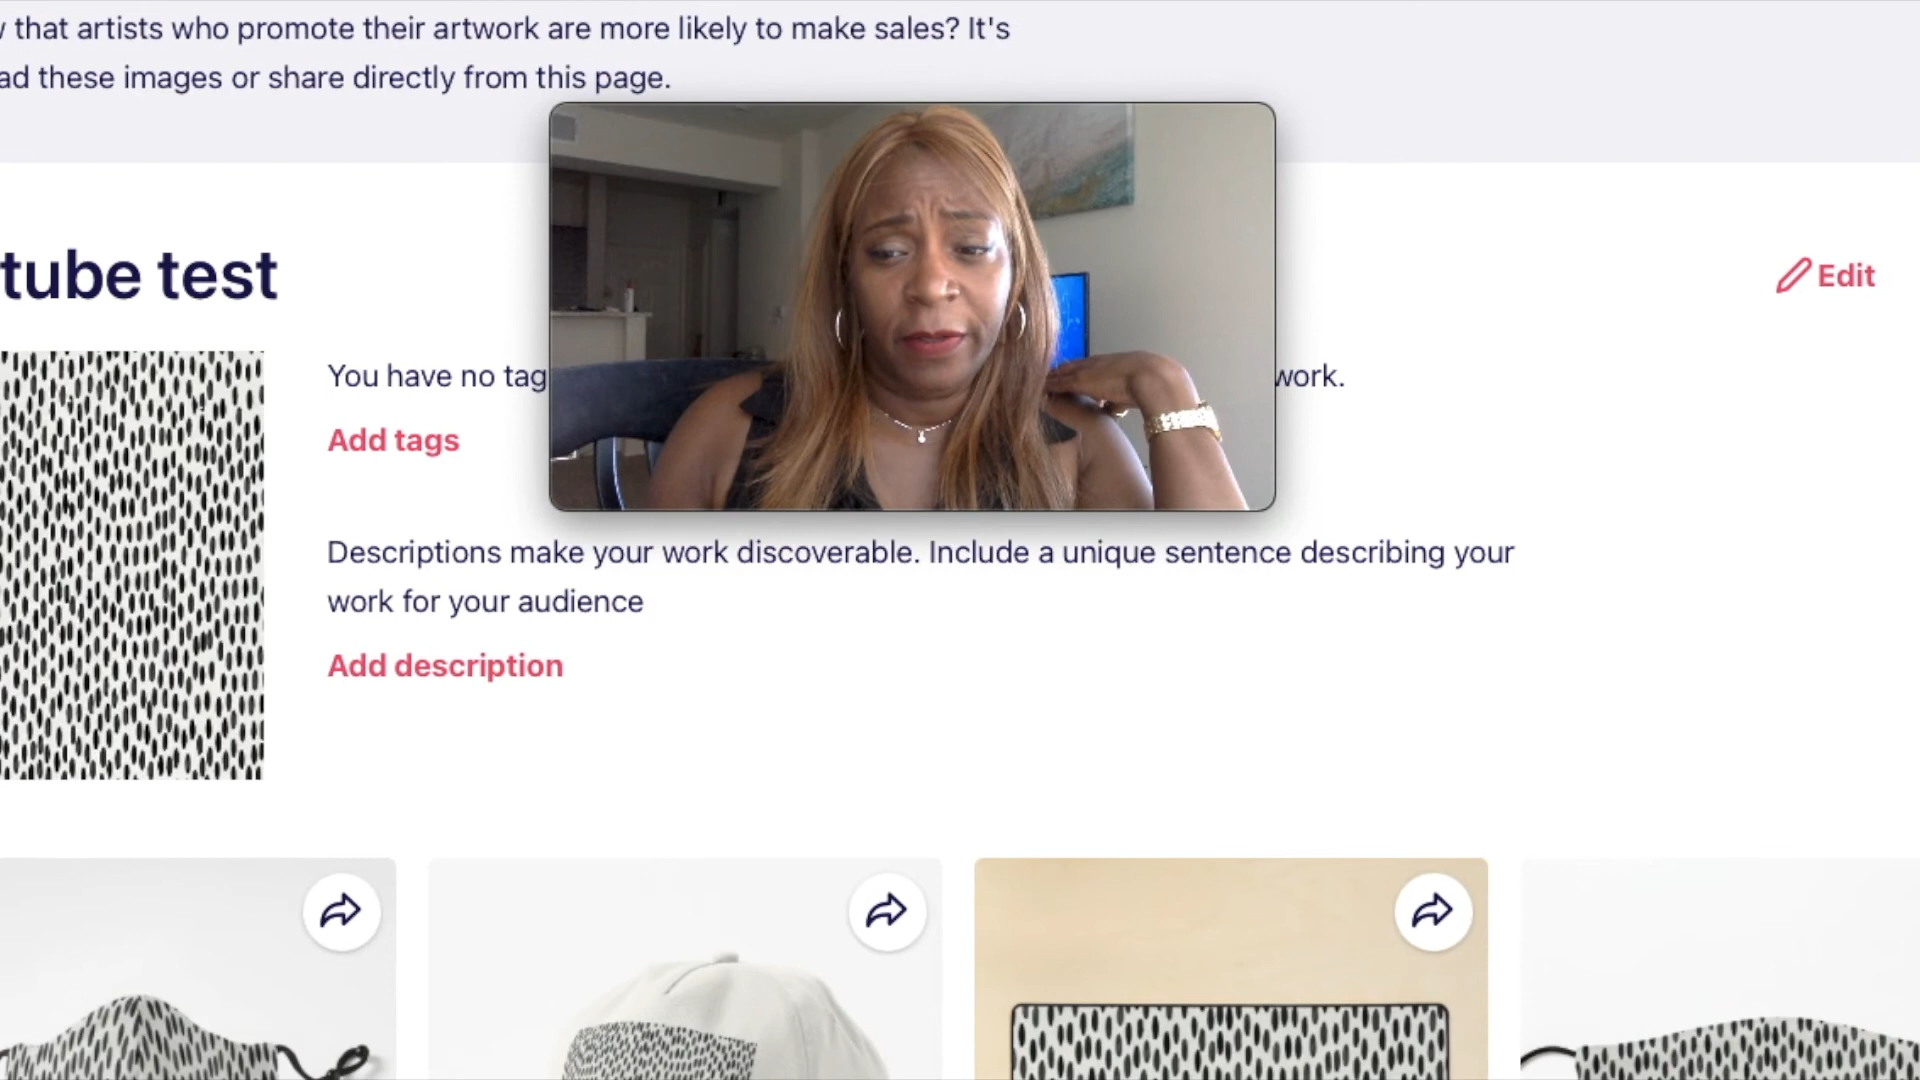 that artists who promote their artwork are more likely to make sales? It's
these images or share directly from this page.
tube test
Edit
You have no work.
Add tags
Descriptions make your work discoverable. Include a unique sentence describing your
work for your audience
Add description